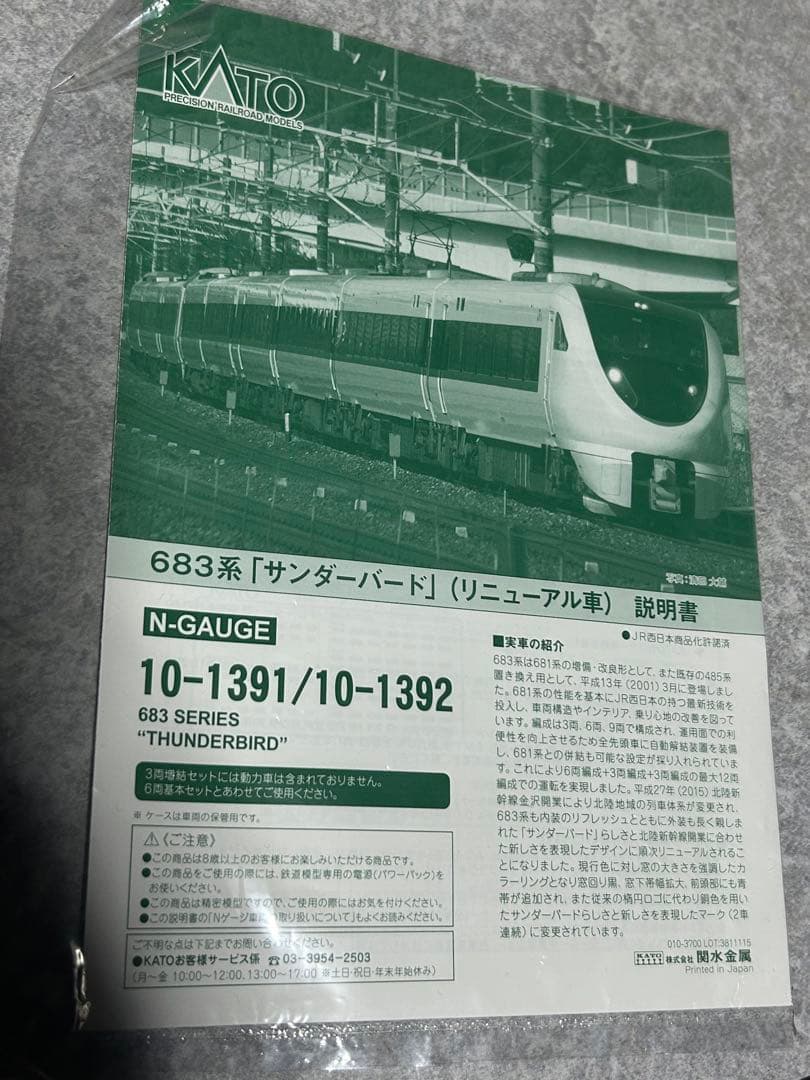 KATO
PRECISION RAILROAD MODELS
683系「サンダーバード」(リニューアル車) 説明書
N-GAUGE
10-1391/10-1392
683 SERIES
“THUNDERBIRD”
3両増結セットには動力車は含まれておりません。
6両基本セットとあわせてご使用ください。
※ ケースは車両の保管用です。
⚠《ご注意》
●この商品は8歳以上のお客様にお楽しみいただける商品です。
●この商品をご使用の際には、鉄道模型専用の電源(パワーパック)を
お使いください。
●この商品は精密模型ですので、ご使用にはお気を付けください。
●この説明書の「Nゲージ車両の取り扱いについて」もよくお読みください。
ご不明な点は下記までお問い合わせください。
●KATOお客様サービス係 ☎03-3954-2503
(月〜金 10:00〜12:00、13:00〜17:00 ※土日・祝日・年末年始休み)
●JR西日本商品化許諾済
■実車の紹介
683系は681系の増備・改良形として、また既存の485系
置き換え用として、平成13年(2001)3月に登場しまし
た。681系の性能を基本にJR西日本の持つ最新技術を
投入し、車両構造やインテリア、乗り心地の改善を図って
います。編成は3両、6両、9両で構成され、運用面での利
便性を向上させるため全先頭車に自動解結装置を装備
し、681系との併結も可能な設定が採り入れられていま
す。これにより6両編成+3両編成+3両編成の最大12両
編成での運転を実現しました。平成27年(2015)北陸新
幹線金沢開業により北陸地域の列車体系が変更され、
683系も内装のリフレッシュとともに外装も長く親しま
れた「サンダーバード」らしさと北陸新幹線開業に合わせ
た新しさを表現したデザインに順次リニューアルされるこ
とになりました。現行色に対し窓の大きさを強調したカ
ラーリングとなり窓回り黒、窓下帯幅拡大、前頭部にも青
帯が追加され、また従来の楕円ロゴに代わり銅色を用い
たサンダーバードらしさと新しさを表現したマーク(2車
連続)に変更されています。
010-3700 LOT:3811115
KATO 株式会社 関水金属
Printed in Japan